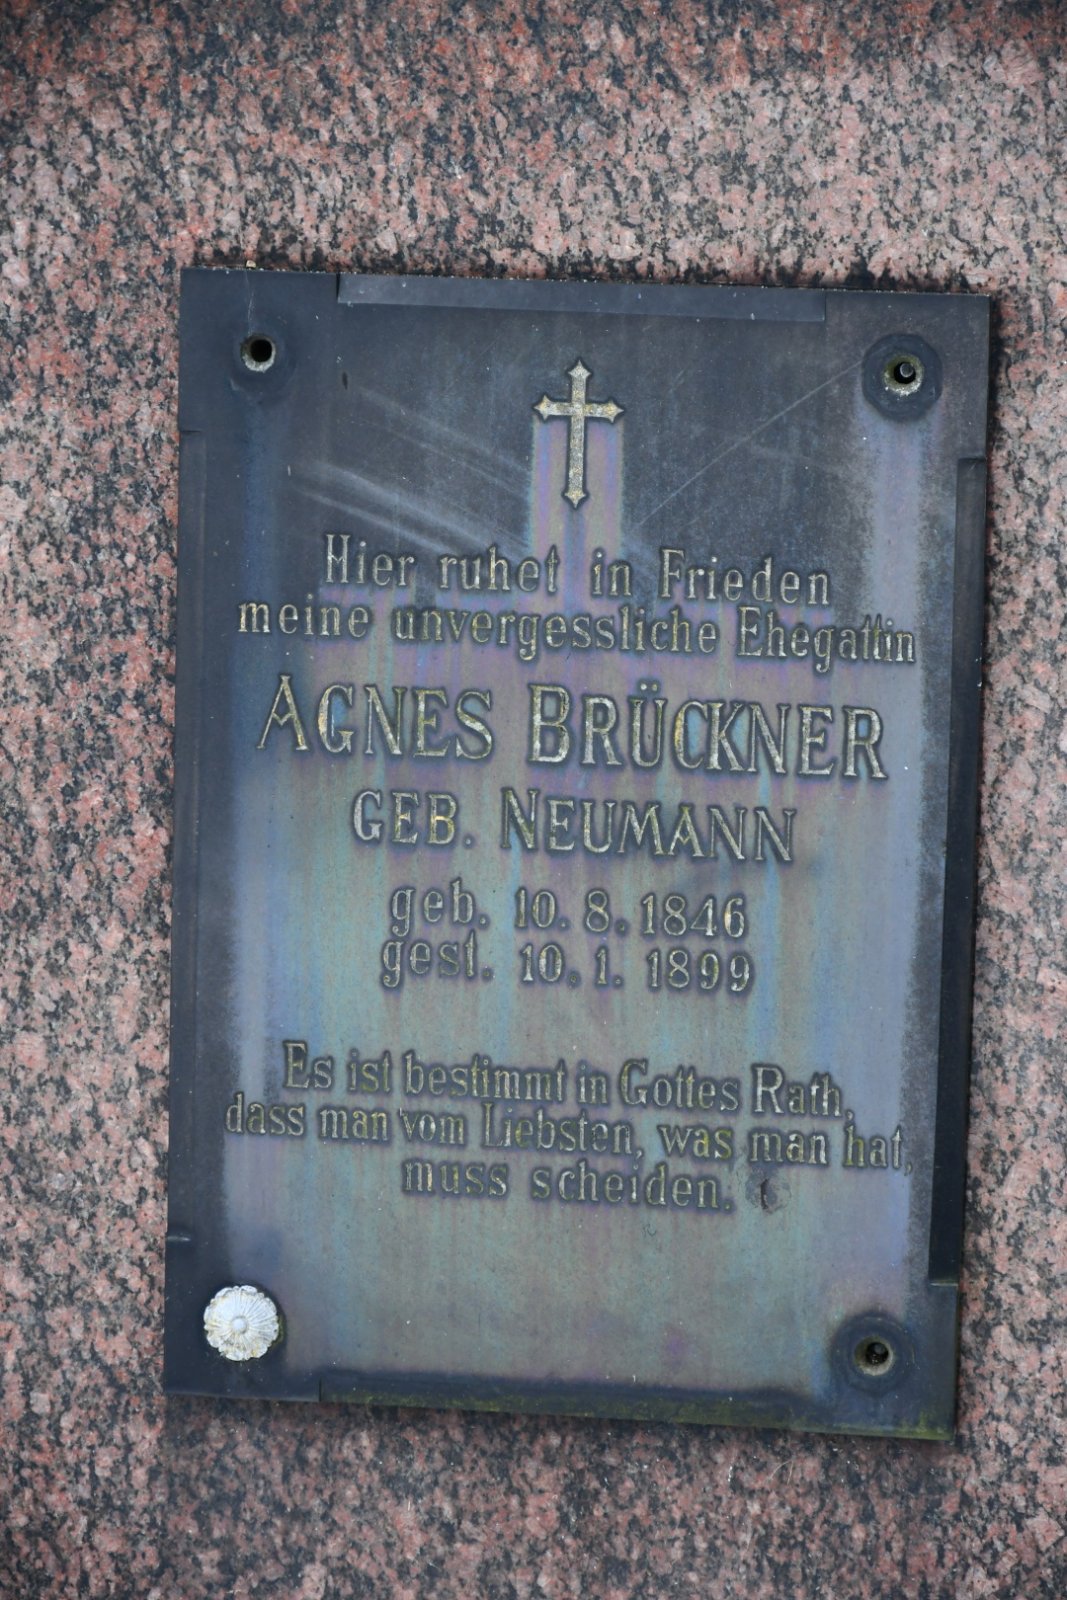 Hier ruhet in Frieden
meine unvergessliche Ehegattin
AGNES BRÜCKNER
GEB. NEUMANN
geb. 10. 8. 1846
gest. 10. 1. 1899
Es ist bestimmt in Gottes Rath,
dass man vom Liebsten, was man hat,
muss scheiden.